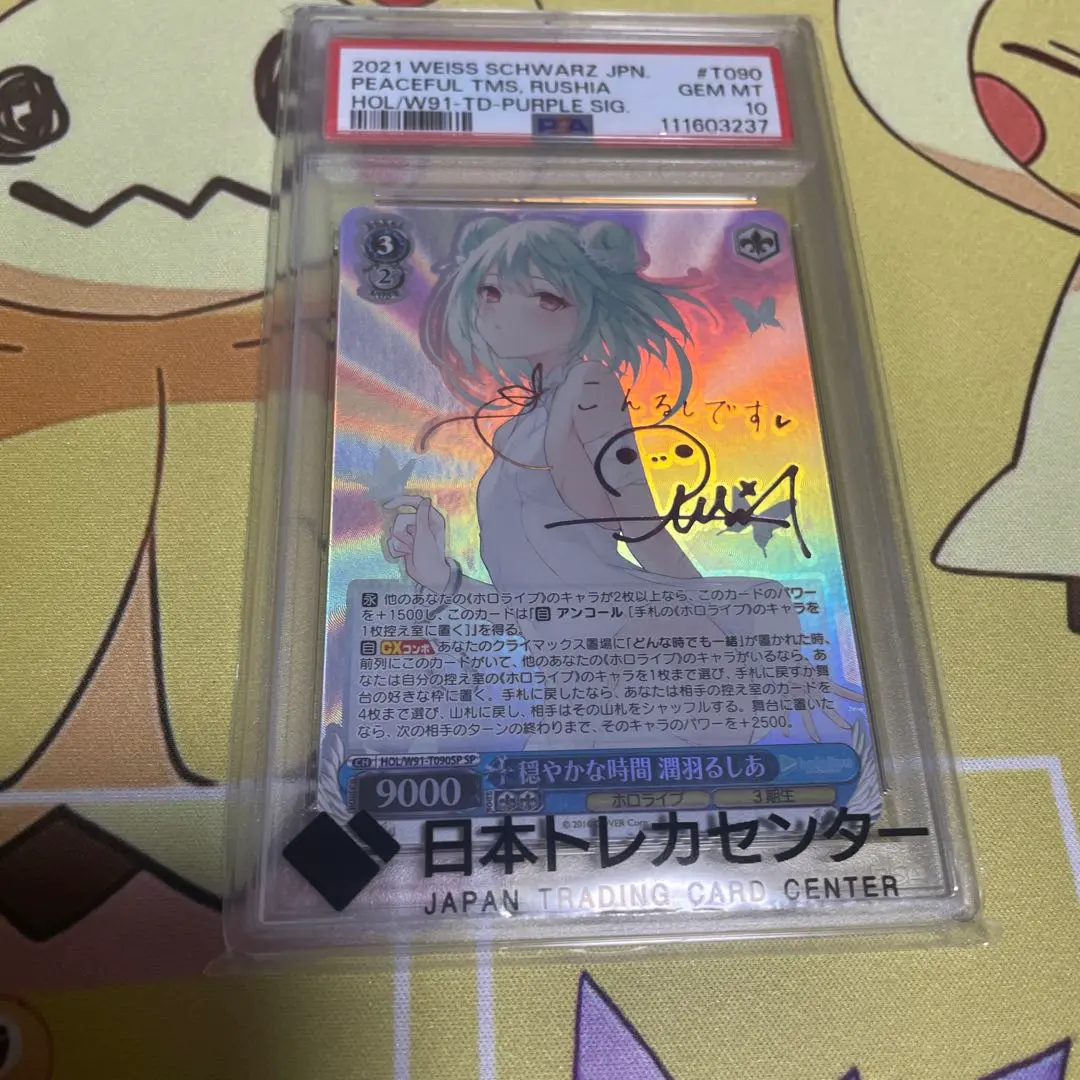 2021 WEISS SCHWARZ JPN. #T090
PEACEFUL TMS, RUSHIA GEM MT
HOL/W91-TD-PURPLE SIG. 10
PSA 111603237
3
2
こんるしです
永 他のあなたの《ホロライブ》のキャラが2枚以上なら、このカードのパワー
を+1500し、このカードは「自 アンコール [手札の《ホロライブ》のキャラを
1枚控え室に置く]」を得る。
自 CXコンボ あなたのクライマックス置場に「どんな時でも一緒」が置かれた時、
前列にこのカードがいて、他のあなたの《ホロライブ》のキャラがいるなら、あ
なたは自分の控え室の《ホロライブ》のキャラを1枚まで選び、手札に戻すか舞
台の好きな枠に置く。手札に戻したなら、あなたは相手の控え室のカードを
4枚まで選び、山札に戻し、相手はその山札をシャッフルする。舞台に置いた
なら、次の相手のターンの終わりまで、そのキャラのパワーを+2500。
CH HOL/W91-T090SP SP 穏やかな時間 潤羽るしあ
9000 ホロライブ 3期生
日本トレカセンター
JAPAN TRADING CARD CENTER